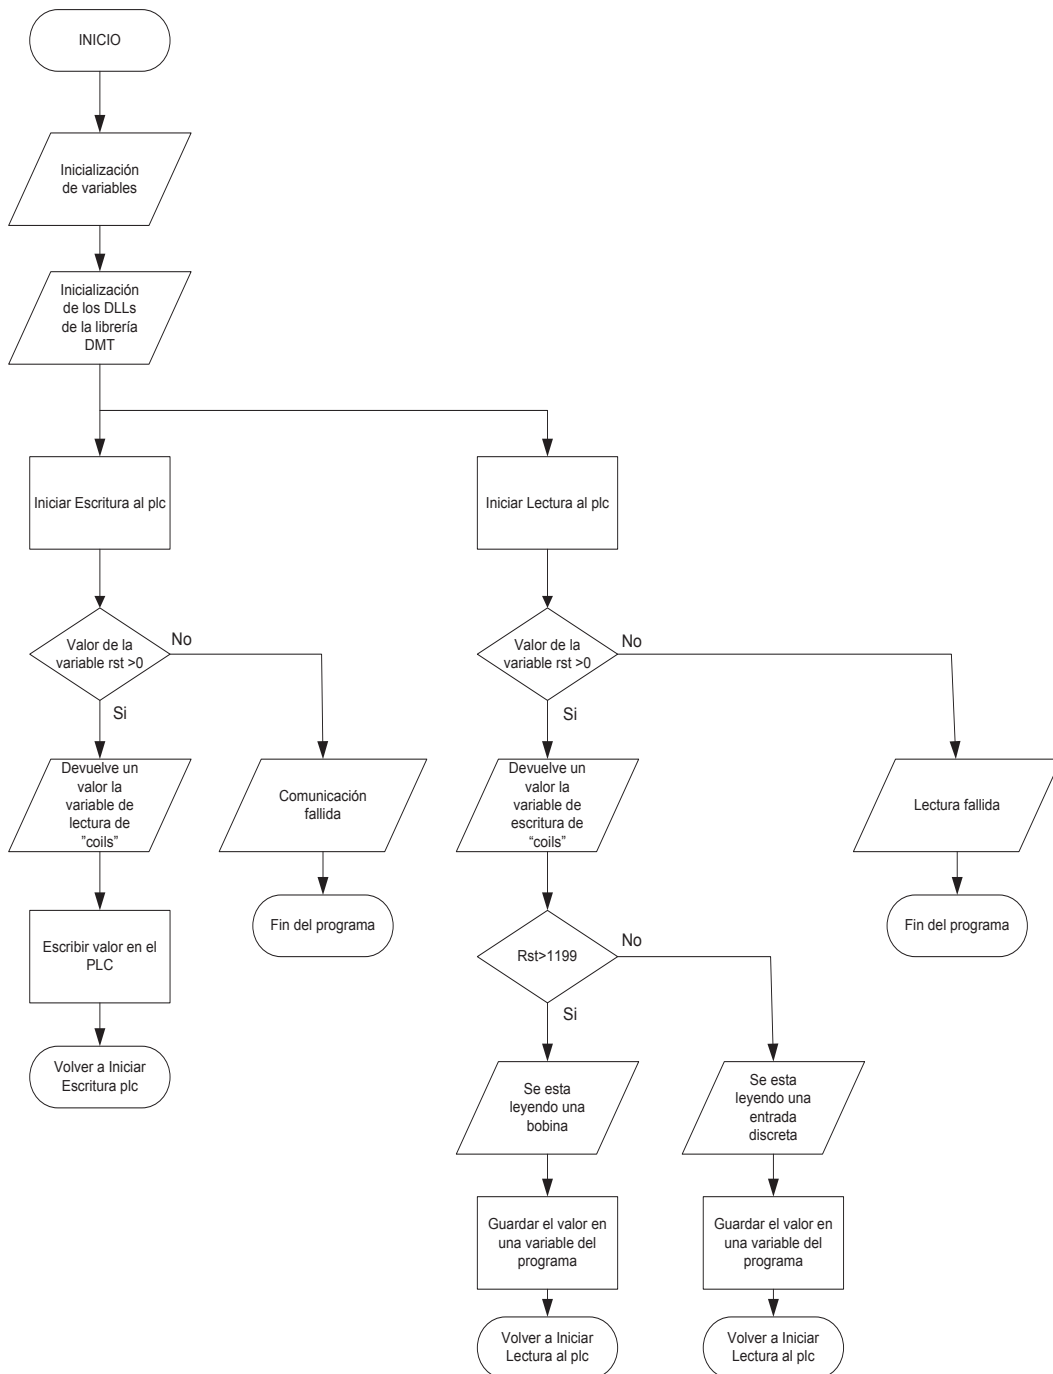 INICIO
Inicialización
de variables
Inicialización
de los DLLs
de la librería
DMT
Iniciar Escritura al plc
Iniciar Lectura al plc
Valor de la
variable rst >0
No
Si
Valor de la
variable rst >0
No
Si
Devuelve un
valor la
variable de
lectura de
”coils”
Comunicación
fallida
Devuelve un
valor la
variable de
escritura de
“coils”
Lectura fallida
Escribir valor en el
PLC
Fin del programa
Rst>1199
No
Si
Fin del programa
Volver a Iniciar
Escritura plc
Se esta
leyendo una
bobina
Se esta
leyendo una
entrada
discreta
Guardar el valor en
una variable del
programa
Guardar el valor en
una variable del
programa
Volver a Iniciar
Lectura al plc
Volver a Iniciar
Lectura al plc